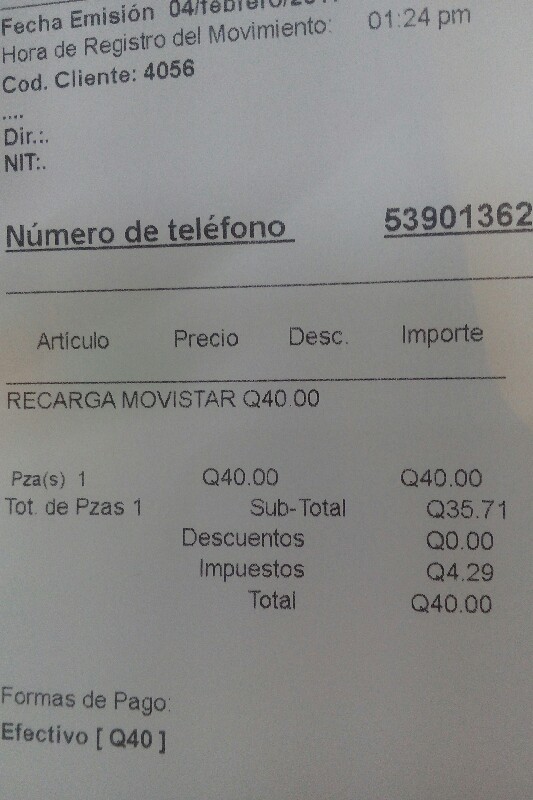 Fecha Emisión 04/febrero/20
Hora de Registro del Movimiento: 01:24 pm
Cod. Cliente: 4056
....
Dir.:.
NIT:.
Número de teléfono 53901362
Artículo Precio Desc. Importe
RECARGA MOVISTAR Q40.00
Pza(s) 1 Q40.00 Q40.00
Tot. de Pzas 1 Sub-Total Q35.71
Descuentos Q0.00
Impuestos Q4.29
Total Q40.00
Formas de Pago:
Efectivo [ Q40 ]